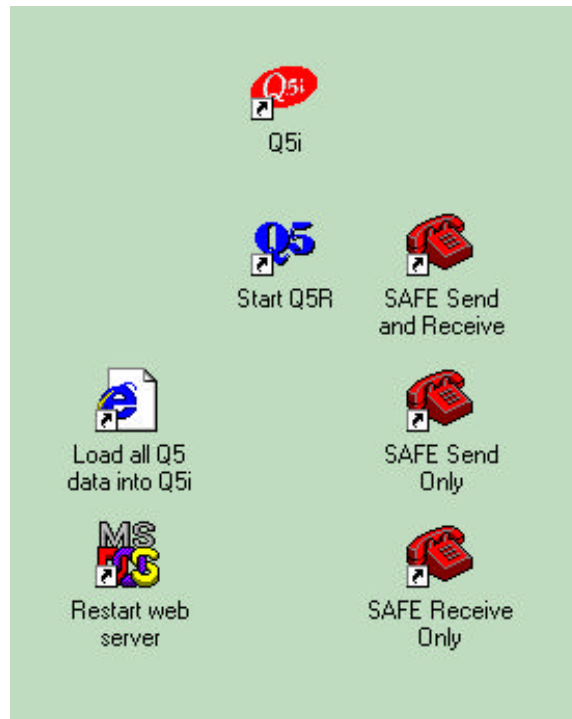 Q5i
Q5i
Q5
Start Q5R
SAFE Send
and Receive
Load all Q5
data into Q5i
SAFE Send
Only
MS
Restart web
server
SAFE Receive
Only